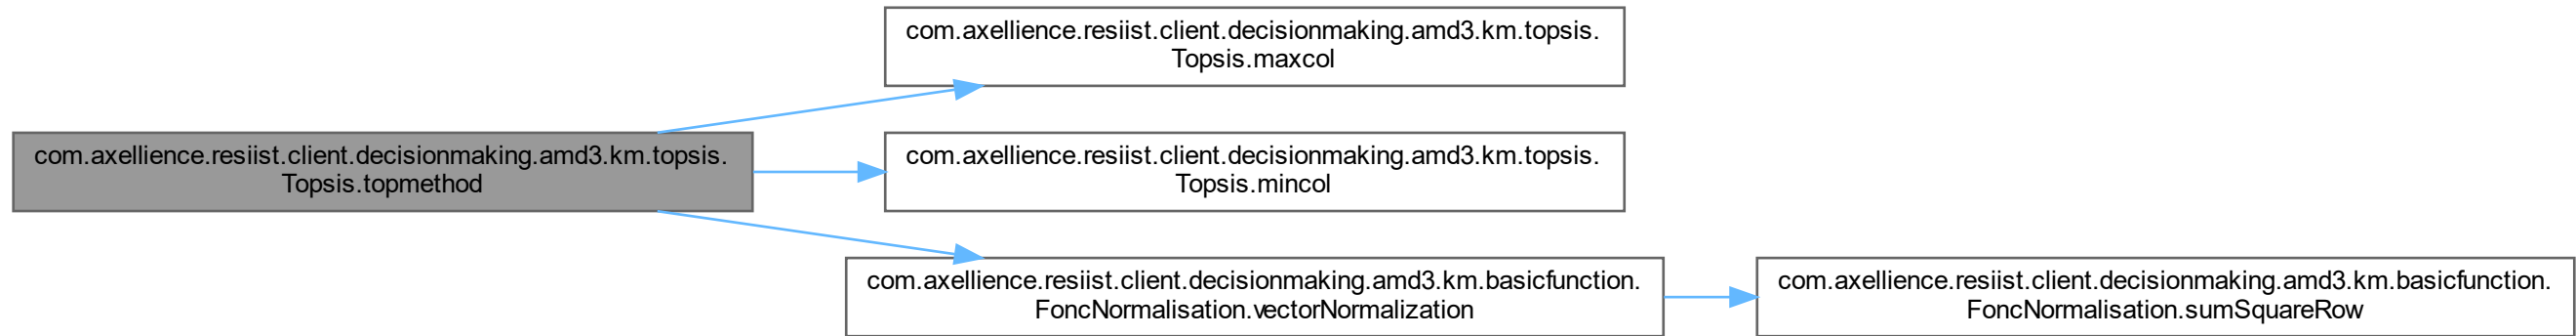 com.axellience.resiist.client.decisionmaking.amd3.km.topsis.
Topsis.maxcol
com.axellience.resiist.client.decisionmaking.amd3.km.topsis.
Topsis.topmethod
com.axellience.resiist.client.decisionmaking.amd3.km.topsis.
Topsis.mincol
com.axellience.resiist.client.decisionmaking.amd3.km.basicfunction.
FoncNormalisation.vectorNormalization
com.axellience.resiist.client.decisionmaking.amd3.km.basicfunction.
FoncNormalisation.sumSquareRow